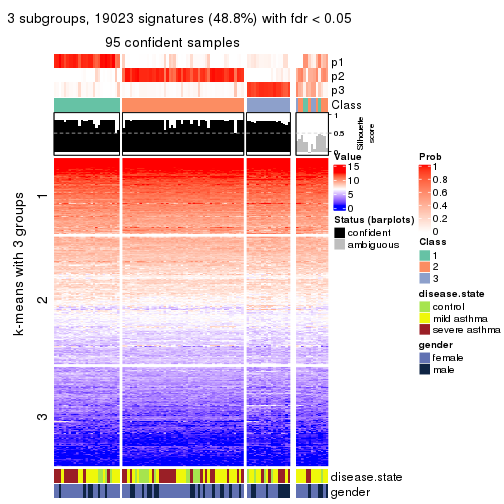 3 subgroups, 19023 signatures (48.8%) with fdr < 0.05
95 confident samples
p1
p2
p3
Class
1
0.5
0
Silhouette
score
k-means with 3 groups
1
2
3
disease.state
gender
Value
15
10
5
0
Status (barplots)
confident
ambiguous
Prob
1
0.8
0.6
0.4
0.2
0
Class
1
2
3
disease.state
control
mild asthma
severe asthma
gender
female
male